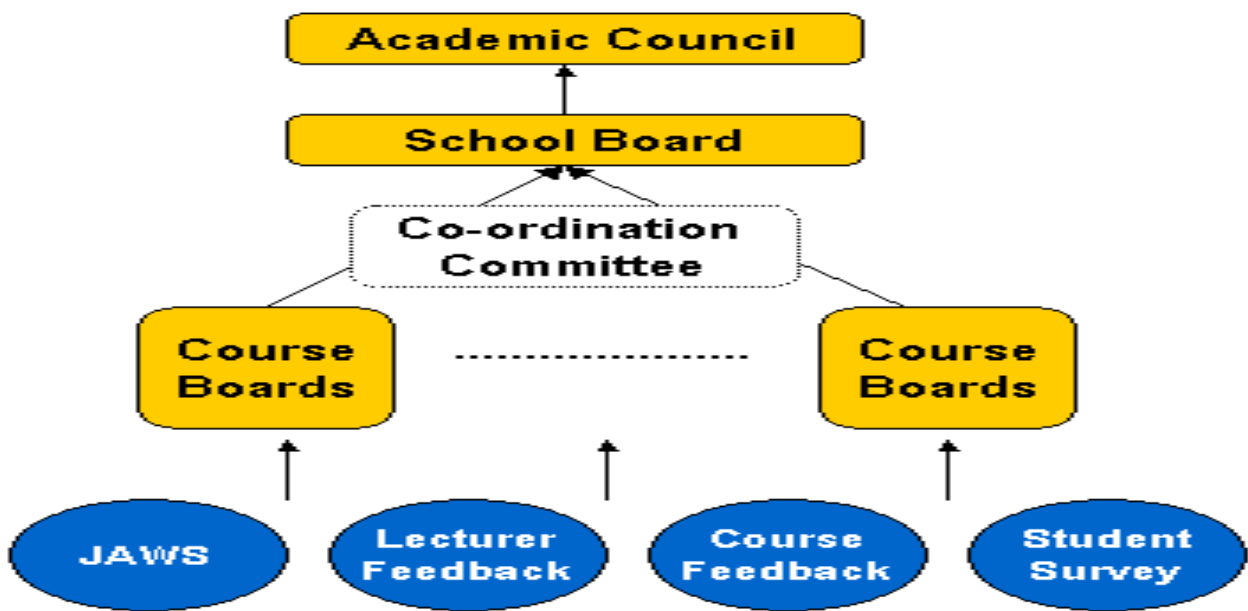 Academic Council
School Board
Co-ordination
Committee
Course
Boards
Course
Boards
JAWS
Lecturer
Feedback
Course
Feedback
Student
Survey